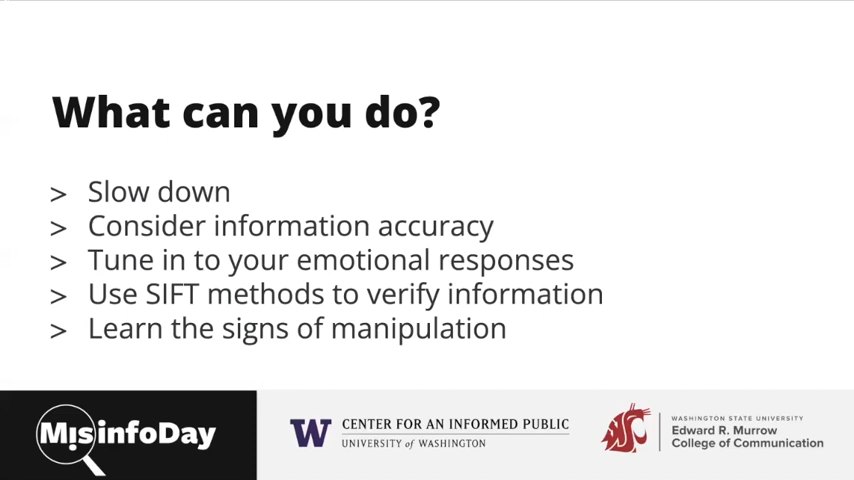 What can you do?
> Slow down
> Consider information accuracy
> Tune in to your emotional responses
> Use SIFT methods to verify information
> Learn the signs of manipulation
MisinfoDay
W CENTER FOR AN INFORMED PUBLIC
UNIVERSITY of WASHINGTON
WASHINGTON STATE UNIVERSITY
Edward R. Murrow
College of Communication